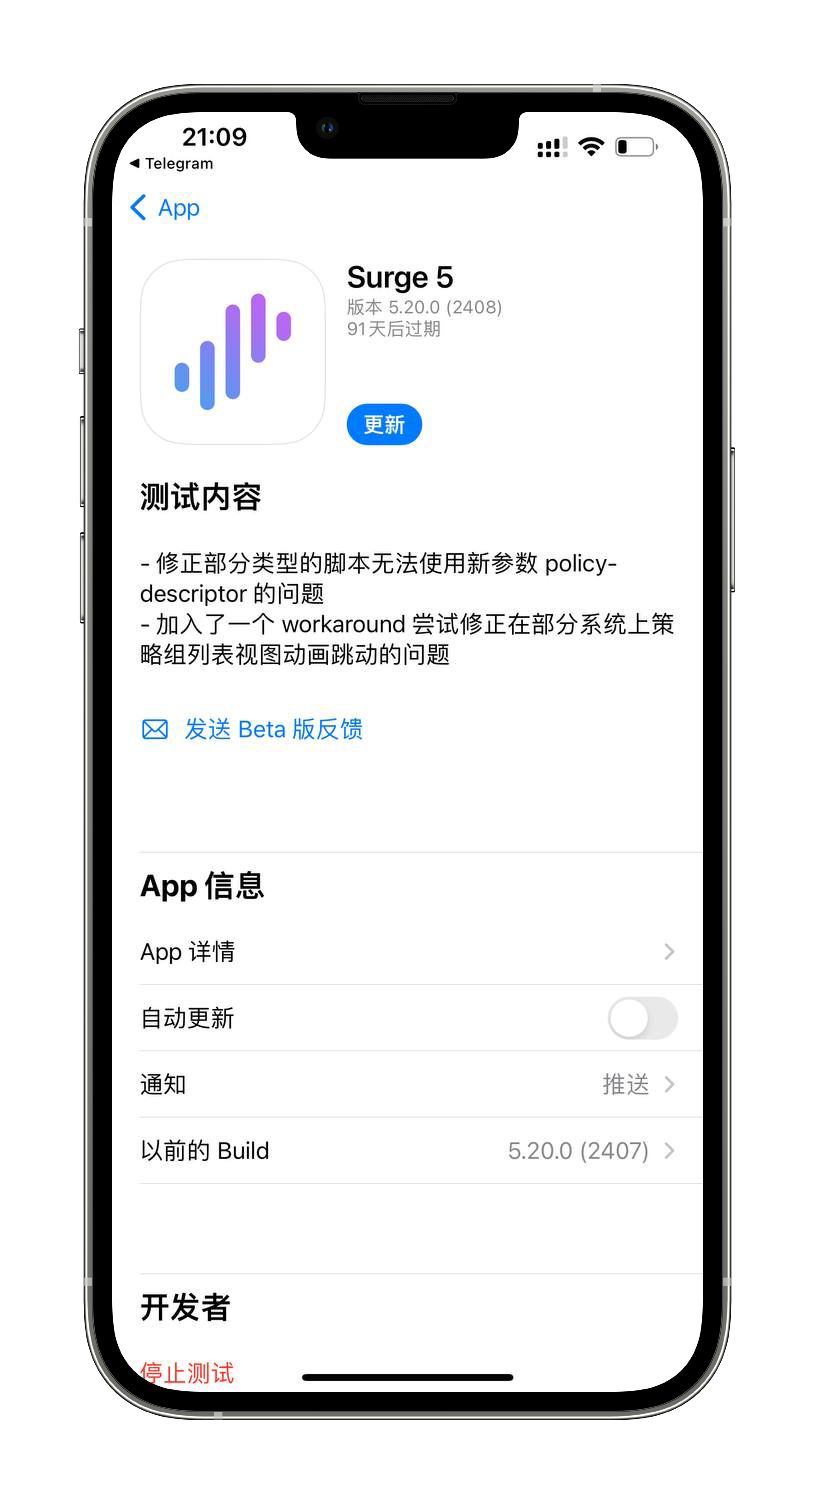 21:09
◀ Telegram
App
Surge 5
版本 5.20.0 (2408)
91天后过期
更新
测试内容
- 修正部分类型的脚本无法使用新参数 policy-
descriptor 的问题
- 加入了一个 workaround 尝试修正在部分系统上策
略组列表视图动画跳动的问题
发送 Beta 版反馈
App 信息
App 详情
自动更新
通知 推送
以前的 Build 5.20.0 (2407)
开发者
停止测试